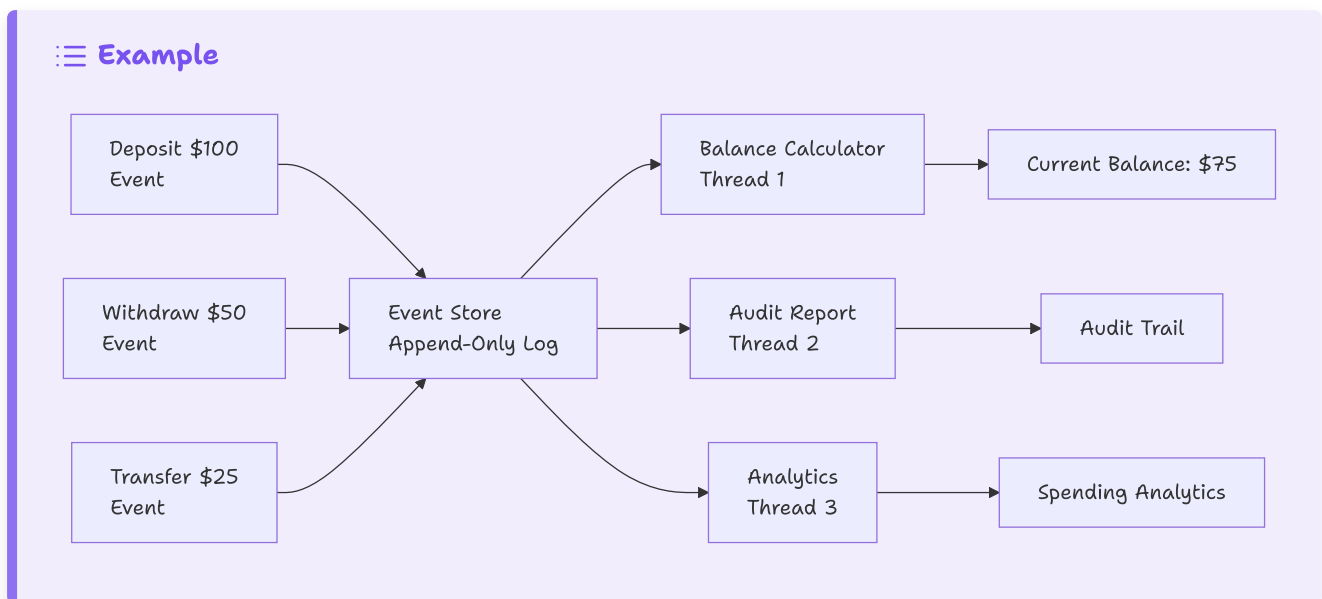 Example
Deposit $100
Event
Balance Calculator
Thread 1
Current Balance: $75
Withdraw $50
Event
Event Store
Append-Only Log
Audit Report
Thread 2
Audit Trail
Transfer $25
Event
Analytics
Thread 3
Spending Analytics